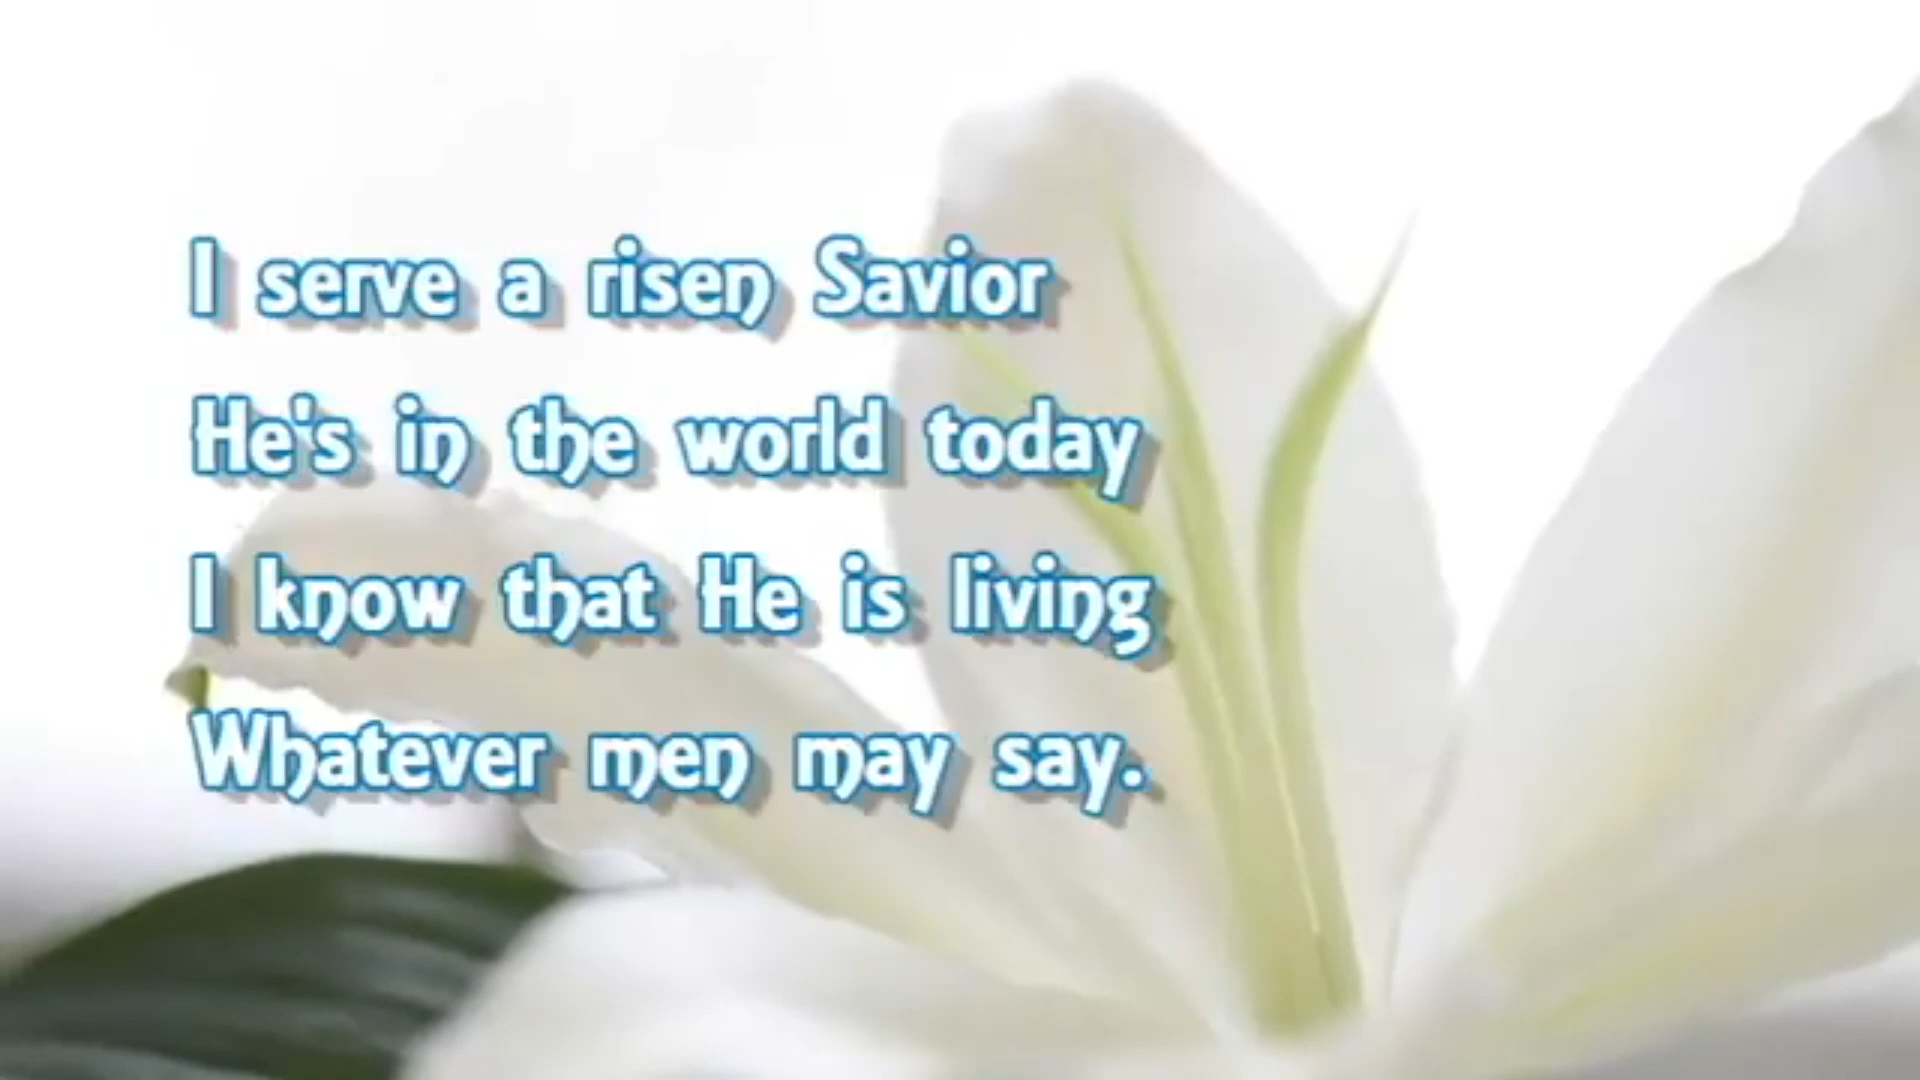 I serve a risen Savior
He's in the world today
I know that He is living
Whatever men may say.